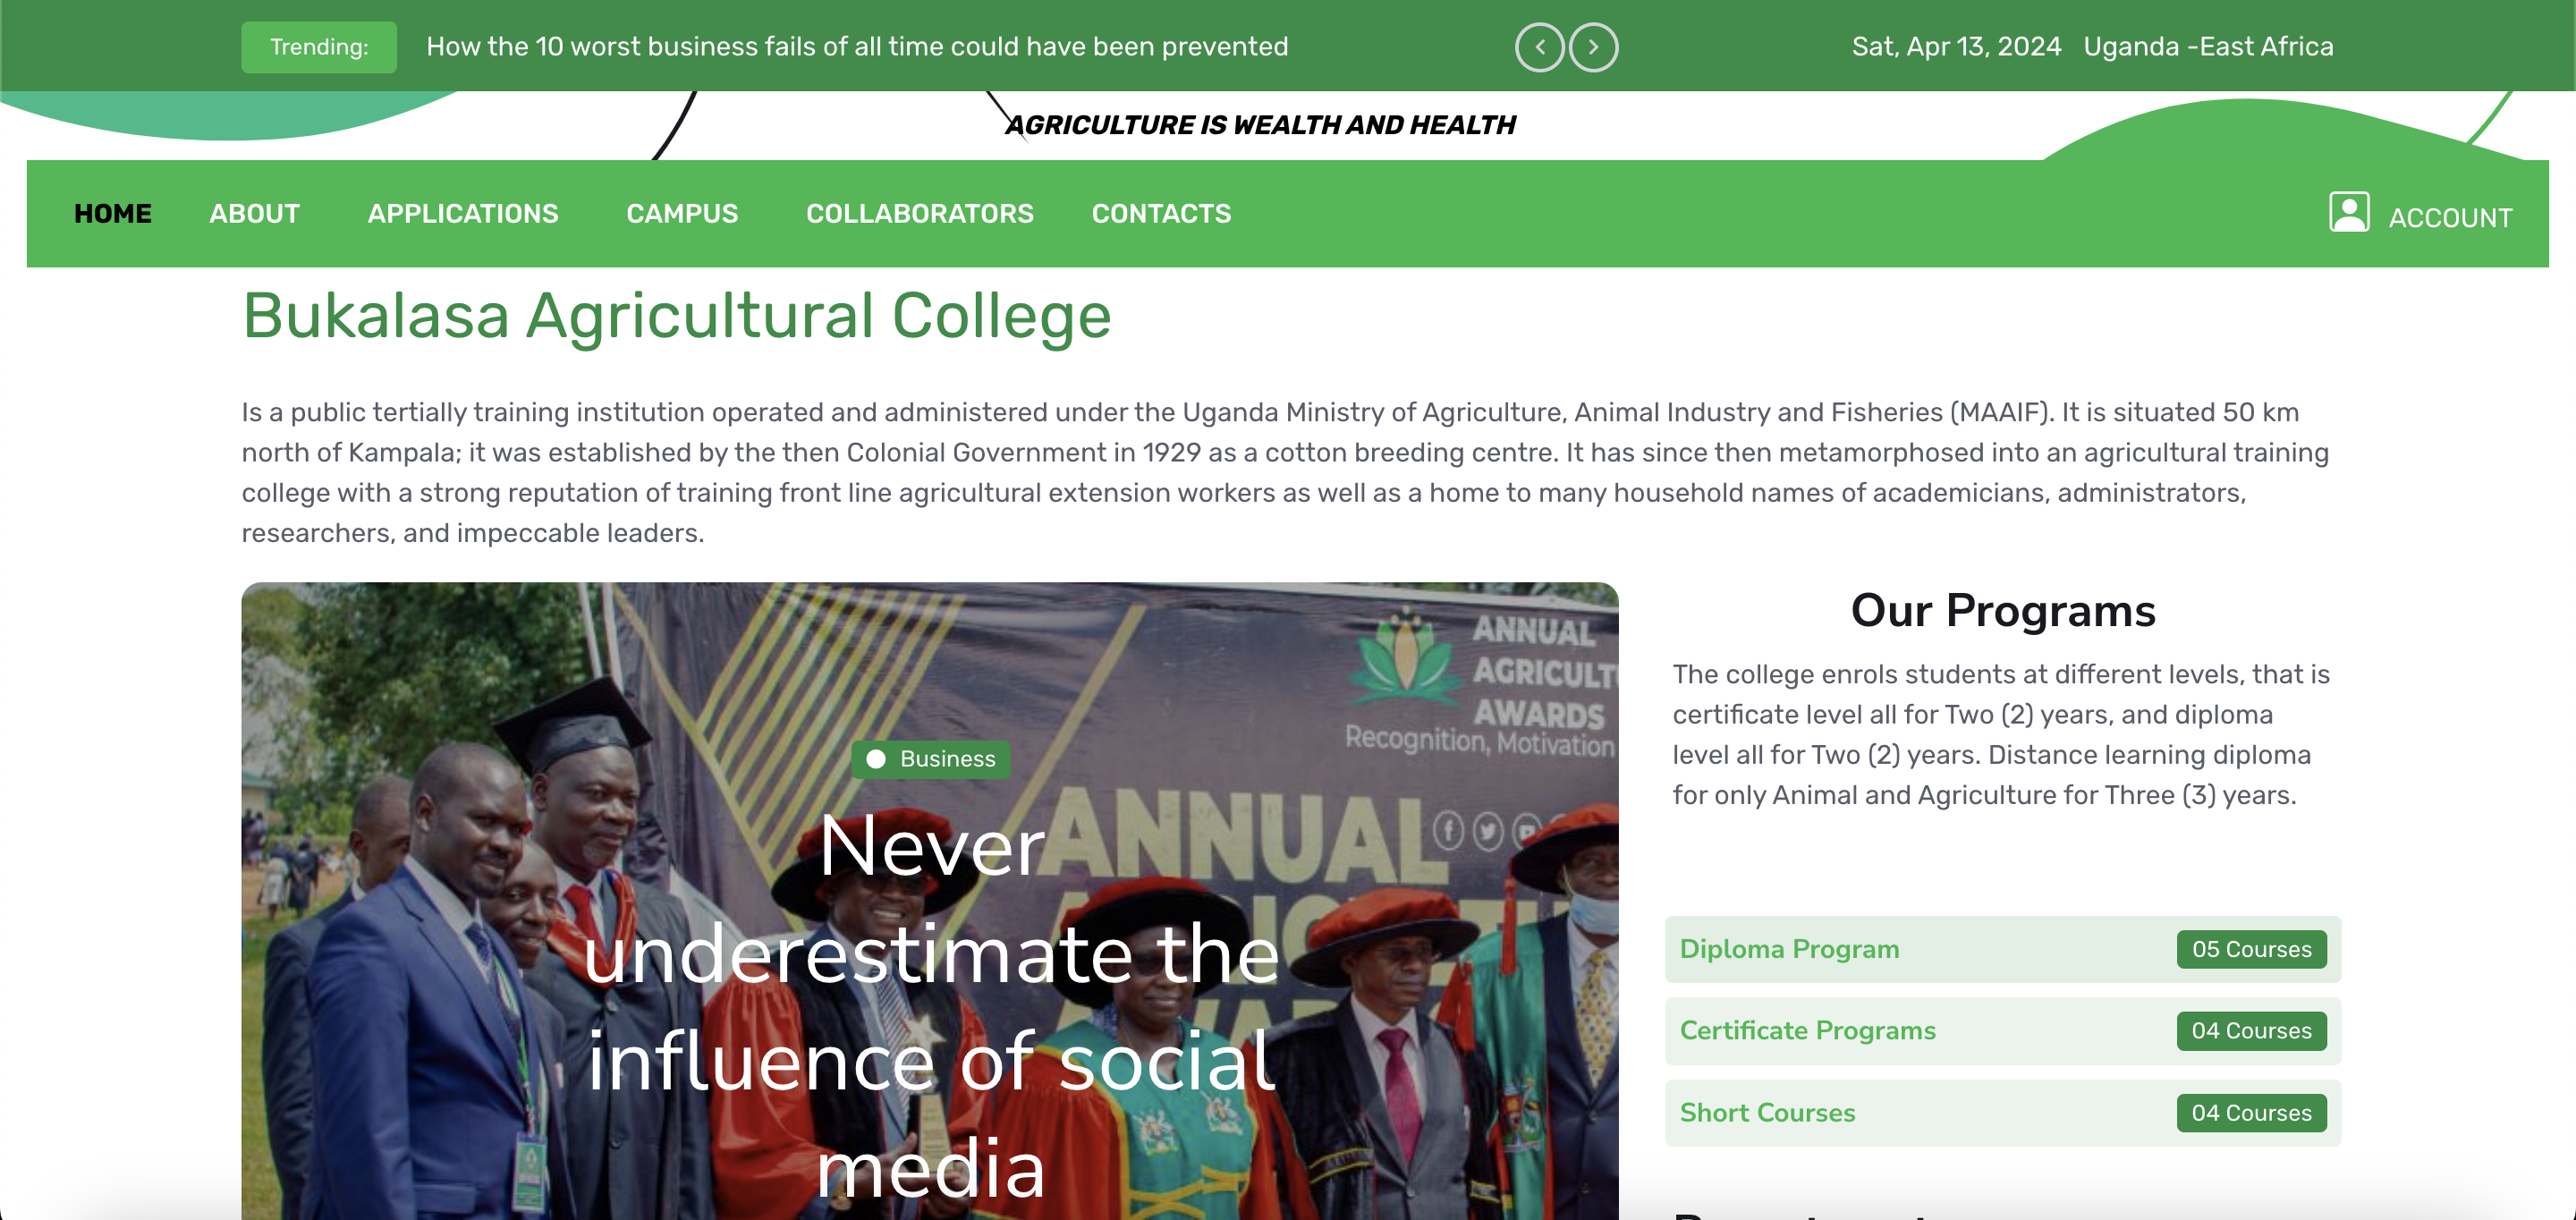 Trending:
How the 10 worst business fails of all time could have been prevented
Sat, Apr 13, 2024 Uganda -East Africa
AGRICULTURE IS WEALTH AND HEALTH
HOME ABOUT APPLICATIONS CAMPUS COLLABORATORS CONTACTS
ACCOUNT
Bukalasa Agricultural College
Is a public tertially training institution operated and administered under the Uganda Ministry of Agriculture, Animal Industry and Fisheries (MAAIF). It is situated 50 km
north of Kampala; it was established by the then Colonial Government in 1929 as a cotton breeding centre. It has since then metamorphosed into an agricultural training
college with a strong reputation of training front line agricultural extension workers as well as a home to many household names of academicians, administrators,
researchers, and impeccable leaders.
ANNUAL
AGRICULT
AWARDS
Recognition, Motivation
ANNUAL
Business
Never
underestimate the
influence of social
media
Our Programs
The college enrols students at different levels, that is
certificate level all for Two (2) years, and diploma
level all for Two (2) years. Distance learning diploma
for only Animal and Agriculture for Three (3) years.
Diploma Program 05 Courses
Certificate Programs 04 Courses
Short Courses 04 Courses